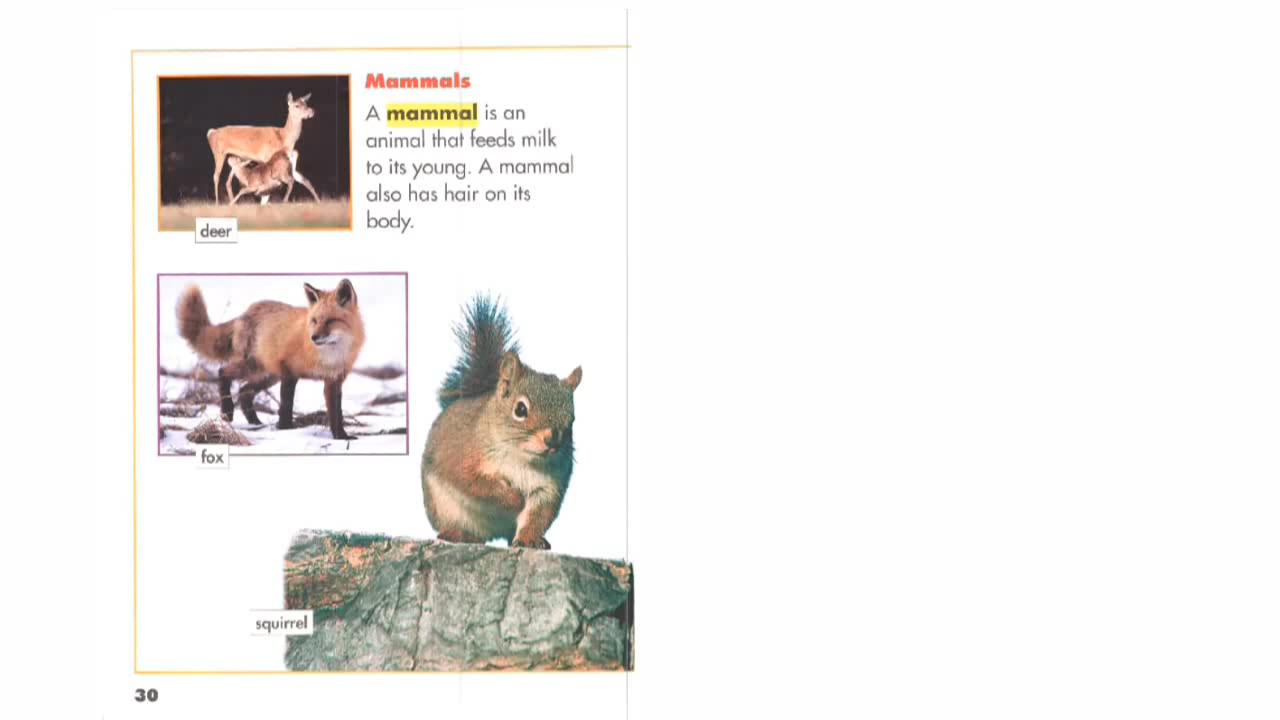 Mammals
A mammal is an
animal that feeds milk
to its young. A mammal
also has hair on its
body.
deer
fox
squirrel
30